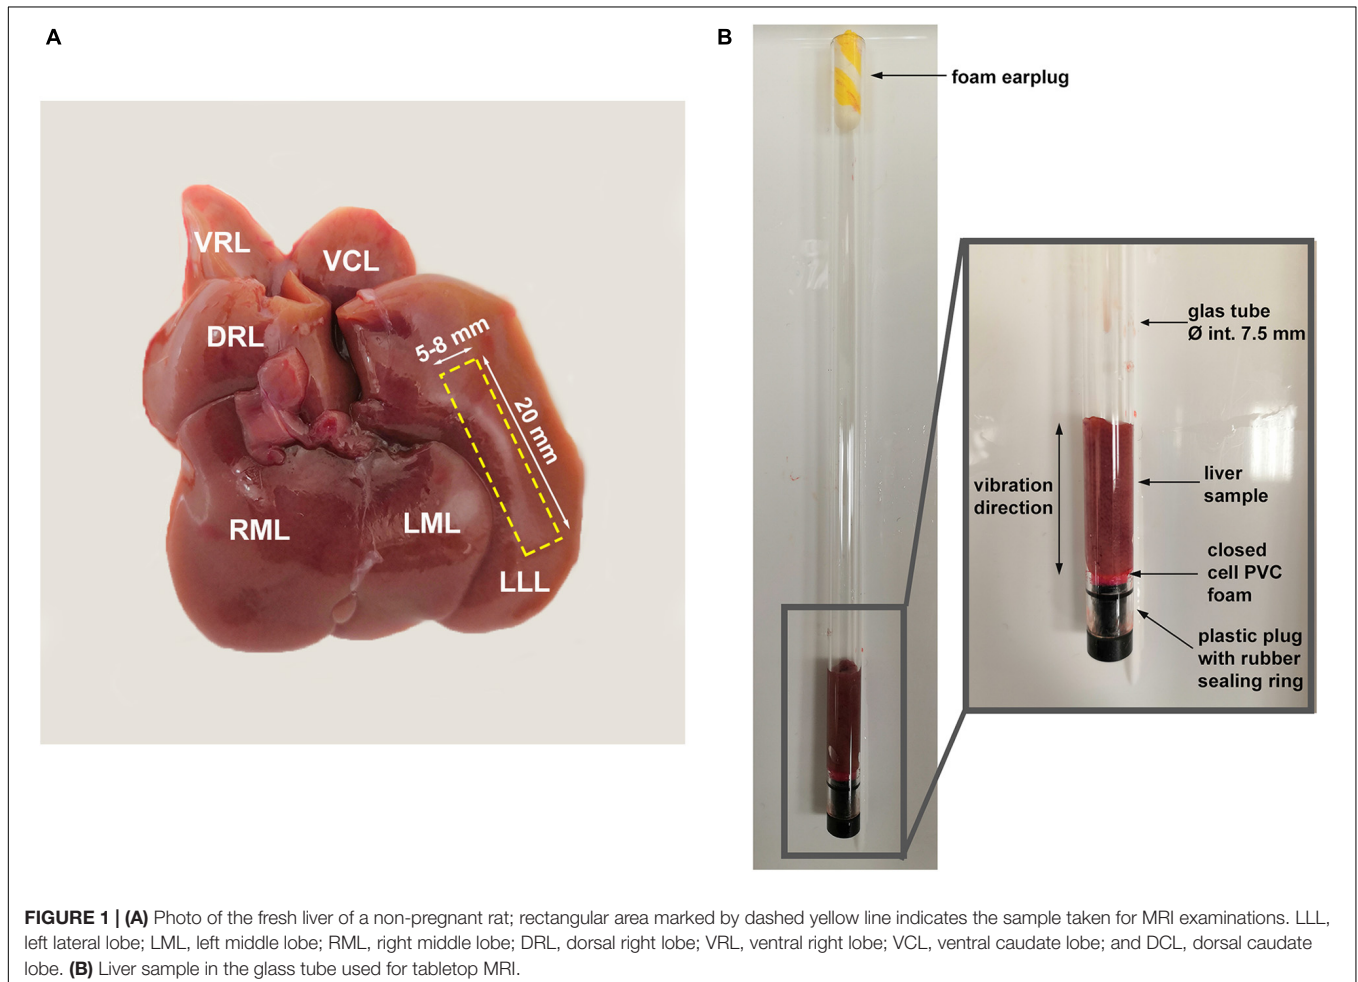 A
B
foam earplug
VRL
VCL
DRL
5-8 mm
20 mm
RML
LML
LLL
glas tube
Ø int. 7.5 mm
vibration
direction
liver
sample
closed
cell PVC
foam
plastic plug
with rubber
sealing ring
FIGURE 1 | (A) Photo of the fresh liver of a non-pregnant rat; rectangular area marked by dashed yellow line indicates the sample taken for MRI examinations. LLL,
left lateral lobe; LML, left middle lobe; RML, right middle lobe; DRL, dorsal right lobe; VRL, ventral right lobe; VCL, ventral caudate lobe; and DCL, dorsal caudate
lobe. (B) Liver sample in the glass tube used for tabletop MRI.